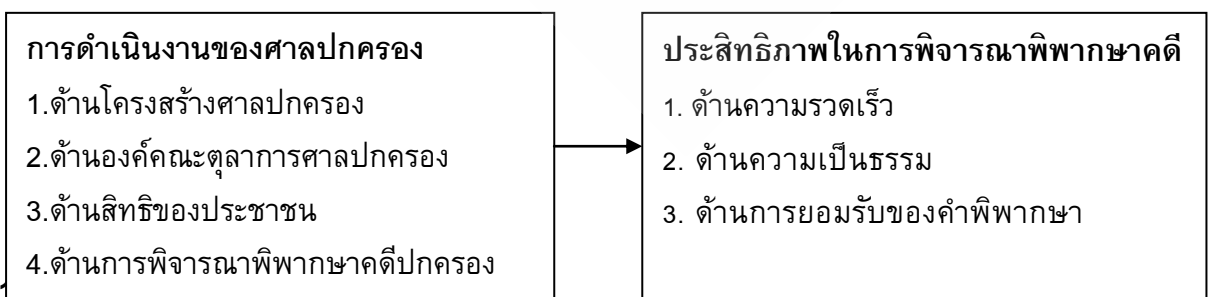 การดำเนินงานของศาลปกครอง
1.ด้านโครงสร้างศาลปกครอง
2.ด้านองค์คณะตุลาการศาลปกครอง
3.ด้านสิทธิของประชาชน
4.ด้านการพิจารณาพิพากษาคดีปกครอง
ประสิทธิภาพในการพิจารณาพิพากษาคดี
1. ด้านความรวดเร็ว
2. ด้านความเป็นธรรม
3. ด้านการยอมรับของคำพิพากษา